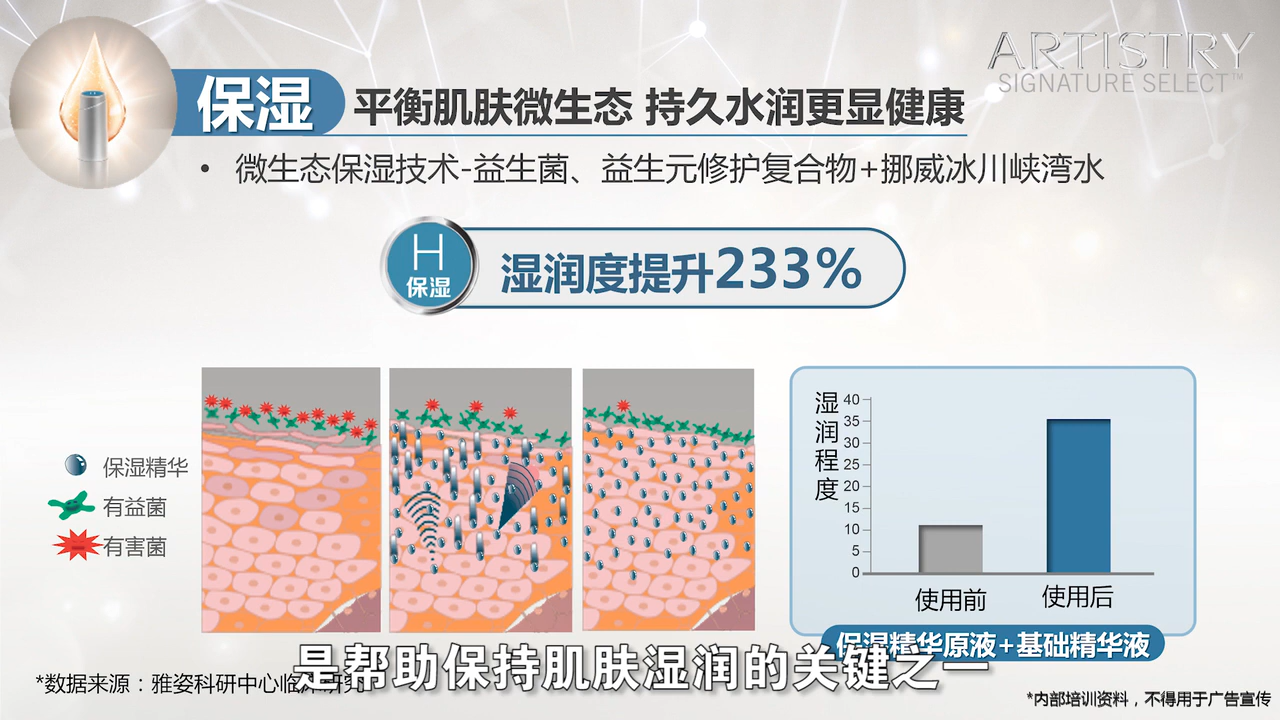 ARTISTRY
SIGNATURE SELECT™
保湿
平衡肌肤微生态 持久水润更显健康
• 微生态保湿技术-益生菌、益生元修护复合物+挪威冰川峡湾水
H
保湿
湿润度提升233%
保湿精华
有益菌
有害菌
湿润程度
40
35
30
25
20
15
10
5
0
使用前
使用后
保湿精华原液+基础精华液
是帮助保持肌肤湿润的关键之一
*数据来源：雅姿科研中心临床研究
*内部培训资料，不得用于广告宣传